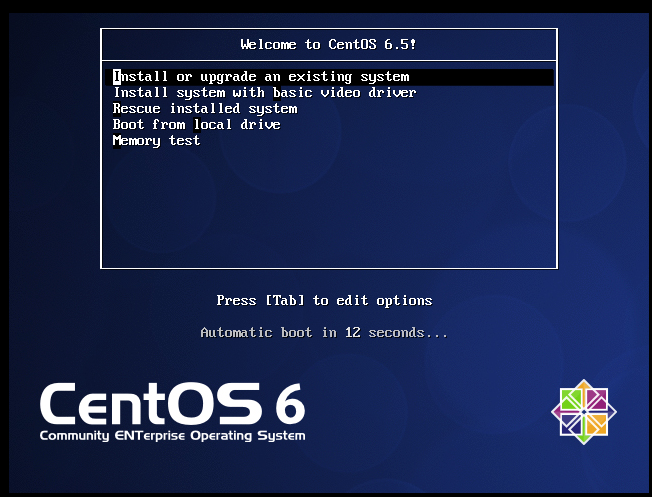 Welcome to CentOS 6.5!
Install or upgrade an existing system
Install system with basic video driver
Rescue installed system
Boot from local drive
Memory test
Press [Tab] to edit options
Automatic boot in 12 seconds...
CentOS 6
Community ENTerprise Operating System